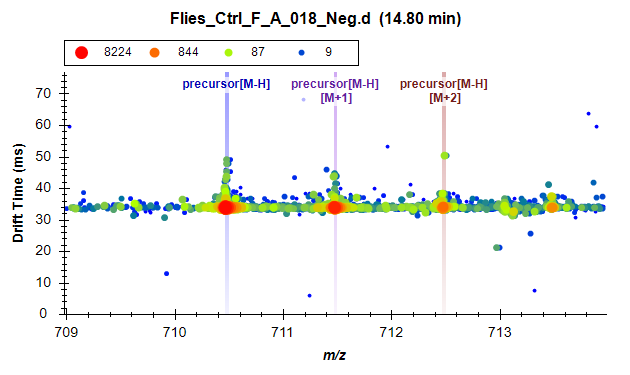 Flies_Ctrl_F_A_018_Neg.d (14.80 min)
8224 844 87 9
precursor[M-H] precursor[M-H] precursor[M-H]
[M+1] [M+2]
70
60
50
40
30
20
10
0
Drift Time (ms)
709 710 711 712 713
m/z